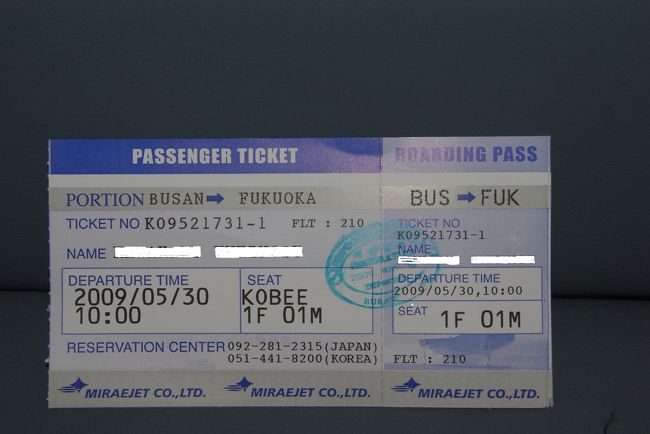 PASSENGER TICKET
PORTION BUSAN FUKUOKA
TICKET NO K09521731-1 FLT : 210
NAME
DEPARTURE TIME
2009/05/30
10:00
SEAT
KOBEE
1F 01M
RESERVATION CENTER 092-281-2315(JAPAN)
051-441-8200(KOREA)
MIRAEJET CO.,LTD. MIRAEJET CO.,LTD.
BOARDING PASS
BUS FUK
TICKET NO
K09521731-1
NAME
DEPARTURE TIME
2009/05/30,10:00
SEAT 1F 01M
FLT : 210
MIRAEJET CO.,LTD.
BUSAN